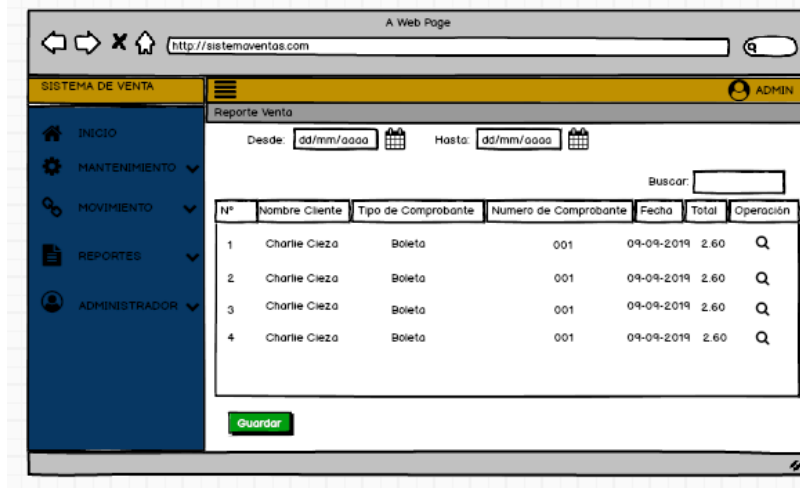 A Web Page
http://sistemaventas.com
SISTEMA DE VENTA
ADMIN
Reporte Venta
INICIO
MANTENIMIENTO
MOVIMIENTO
REPORTES
ADMINISTRADOR
Desde: dd/mm/aaaa Hasta: dd/mm/aaaa
Buscar:
N° Nombre Cliente Tipo de Comprobante Numero de Comprobante Fecha Total Operación
1 Charlie Cieza Boleta 001 09-09-2019 2.60
2 Charlie Cieza Boleta 001 09-09-2019 2.60
3 Charlie Cieza Boleta 001 09-09-2019 2.60
4 Charlie Cieza Boleta 001 09-09-2019 2.60
Guardar